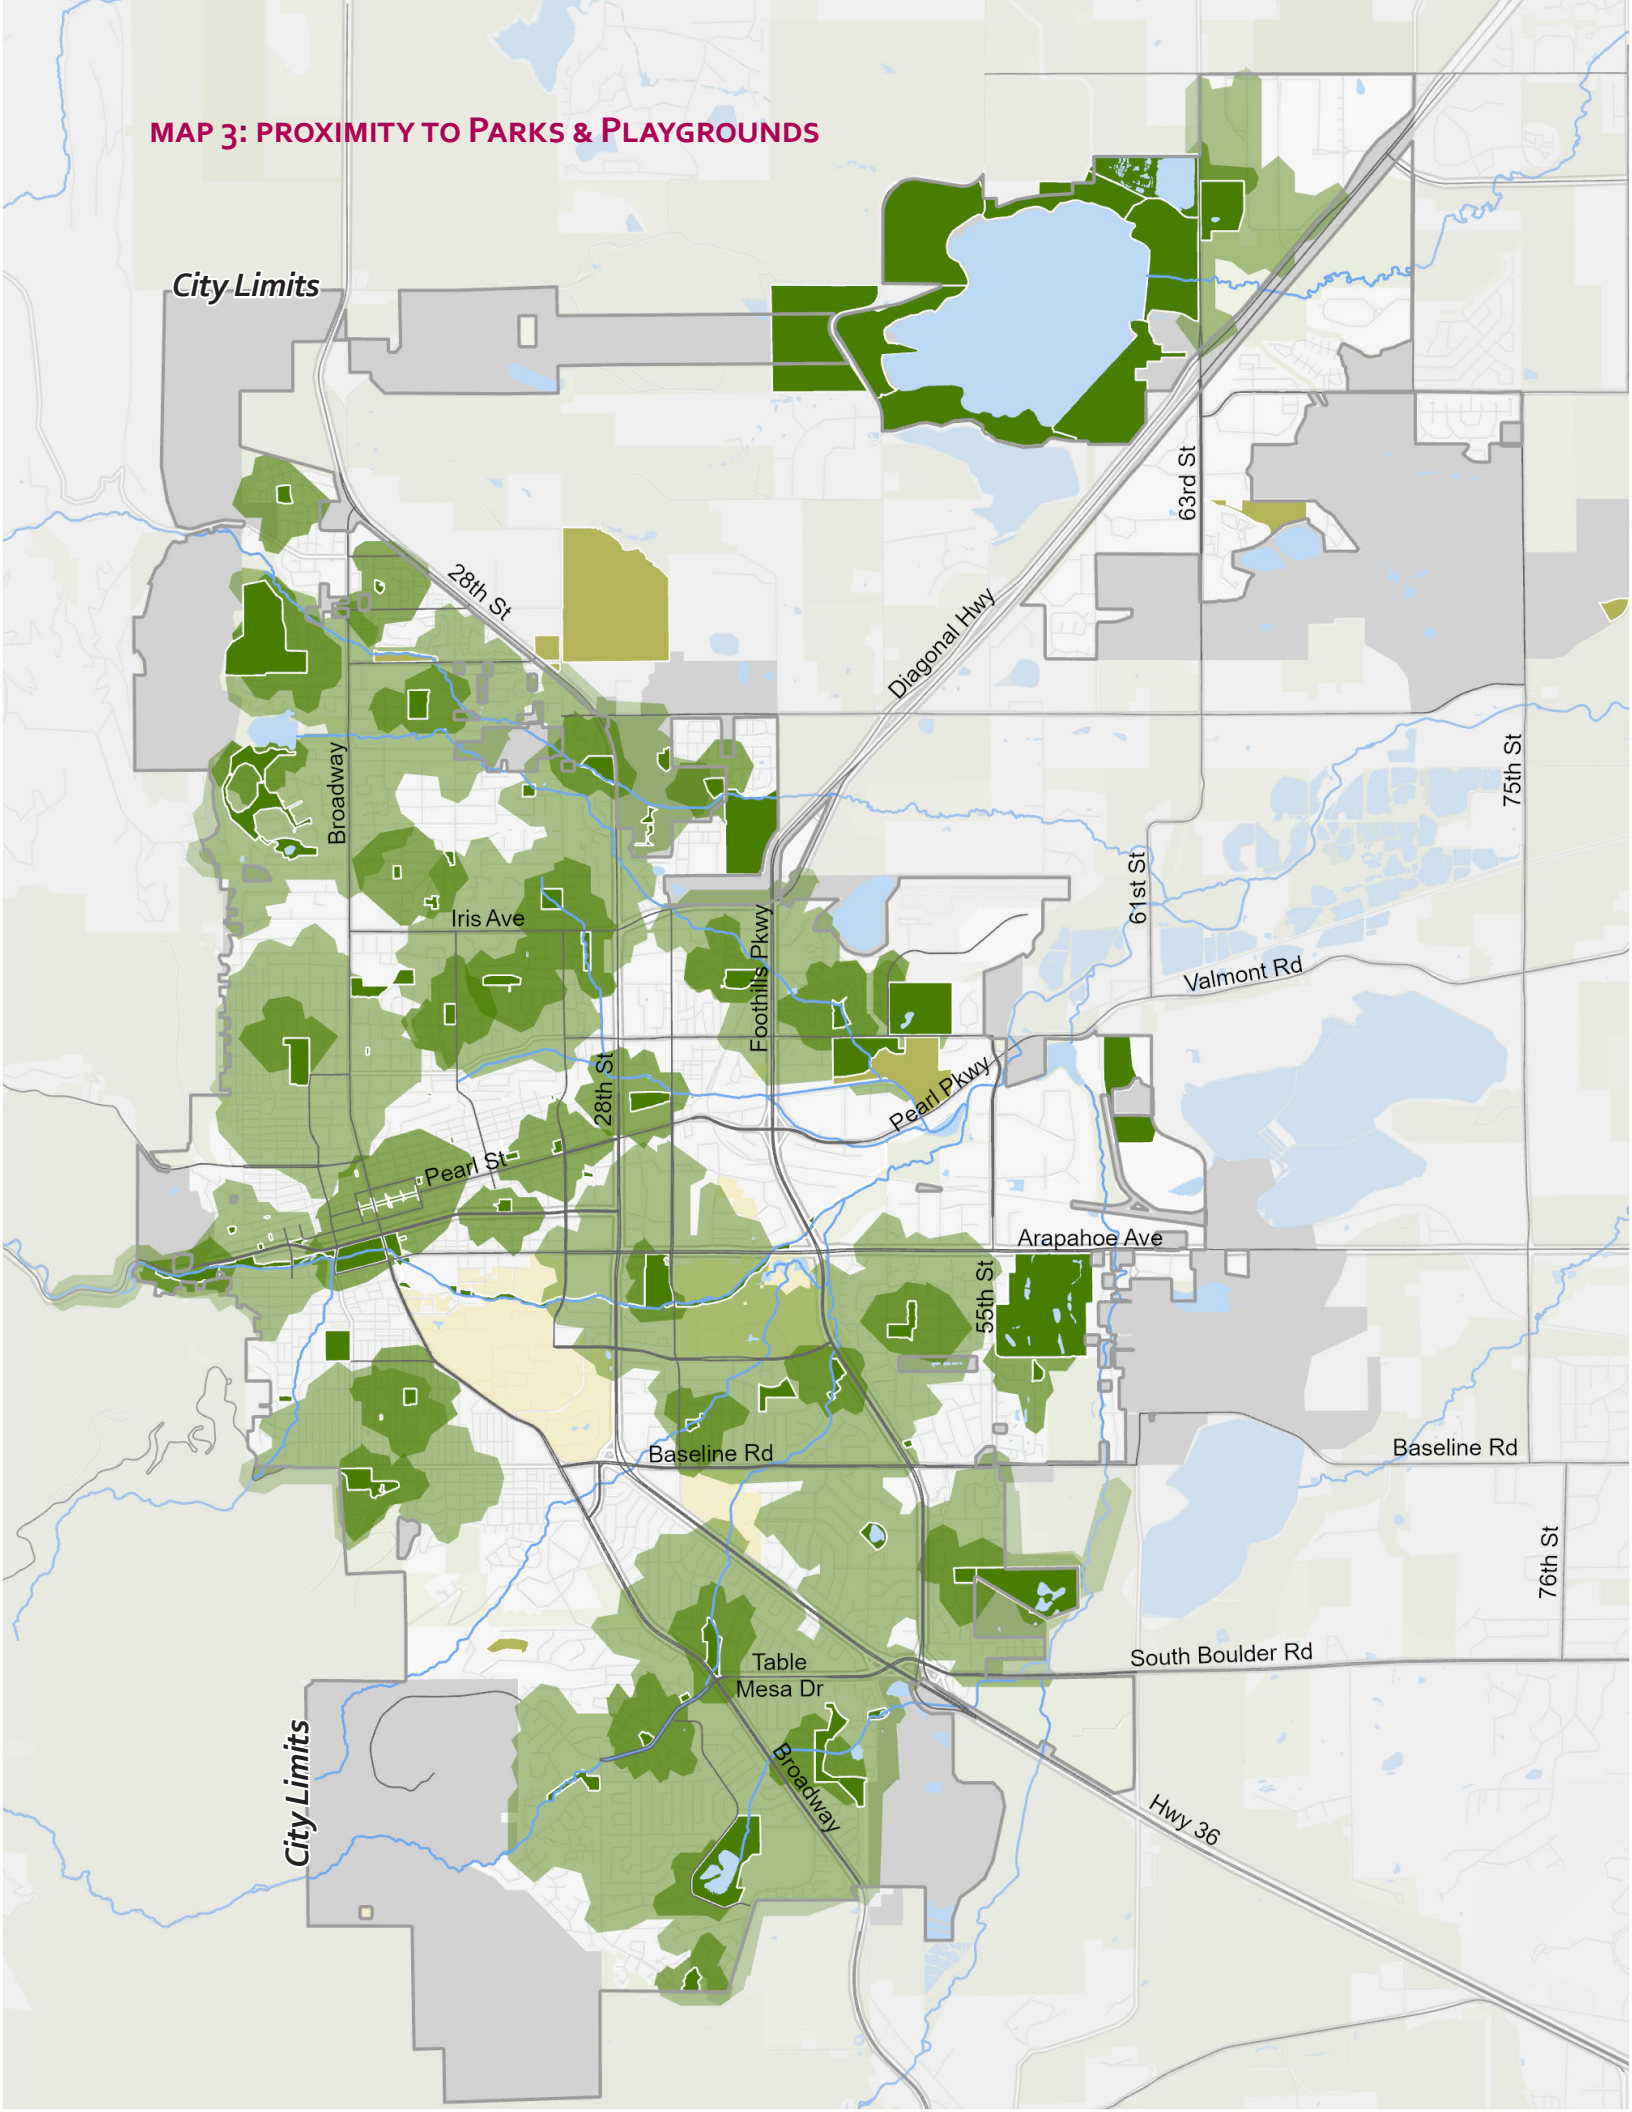 MAP 3: PROXIMITY TO PARKS & PLAYGROUNDS
City Limits
63rd St
28th St
Diagonal Hwy
Broadway
75th St
61st St
Iris Ave
Foothills Pkwy
Valmont Rd
28th St
Pearl Pkwy
Pearl St
Arapahoe Ave
55th St
Baseline Rd
Baseline Rd
76th St
South Boulder Rd
Table
Mesa Dr
City Limits
Broadway
Hwy 36